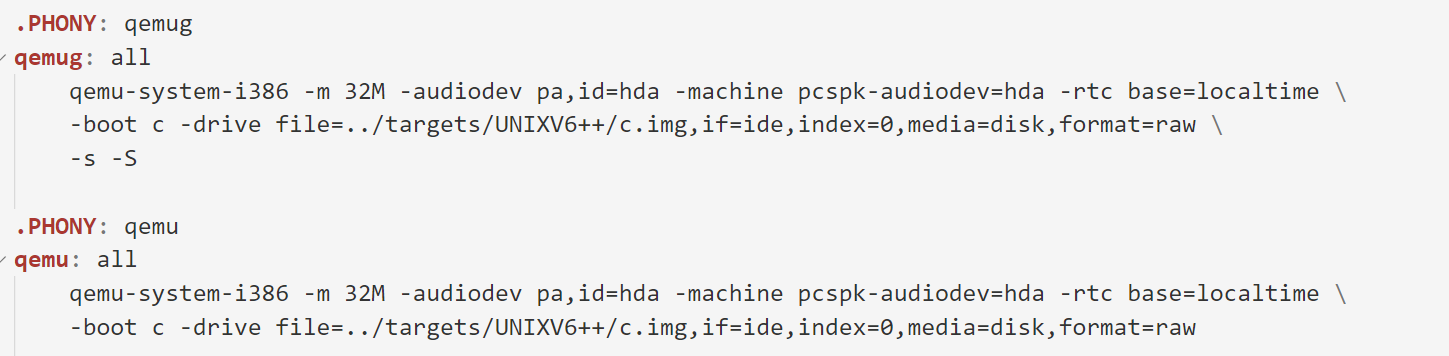 .PHONY: qemug
qemug: all
qemu-system-i386 -m 32M -audiodev pa,id=hda -machine pcspk-audiodev=hda -rtc base=localtime \
-boot c -drive file=../targets/UNIXV6++/c.img,if=ide,index=0,media=disk,format=raw \
-s -S
.PHONY: qemu
qemu: all
qemu-system-i386 -m 32M -audiodev pa,id=hda -machine pcspk-audiodev=hda -rtc base=localtime \
-boot c -drive file=../targets/UNIXV6++/c.img,if=ide,index=0,media=disk,format=raw